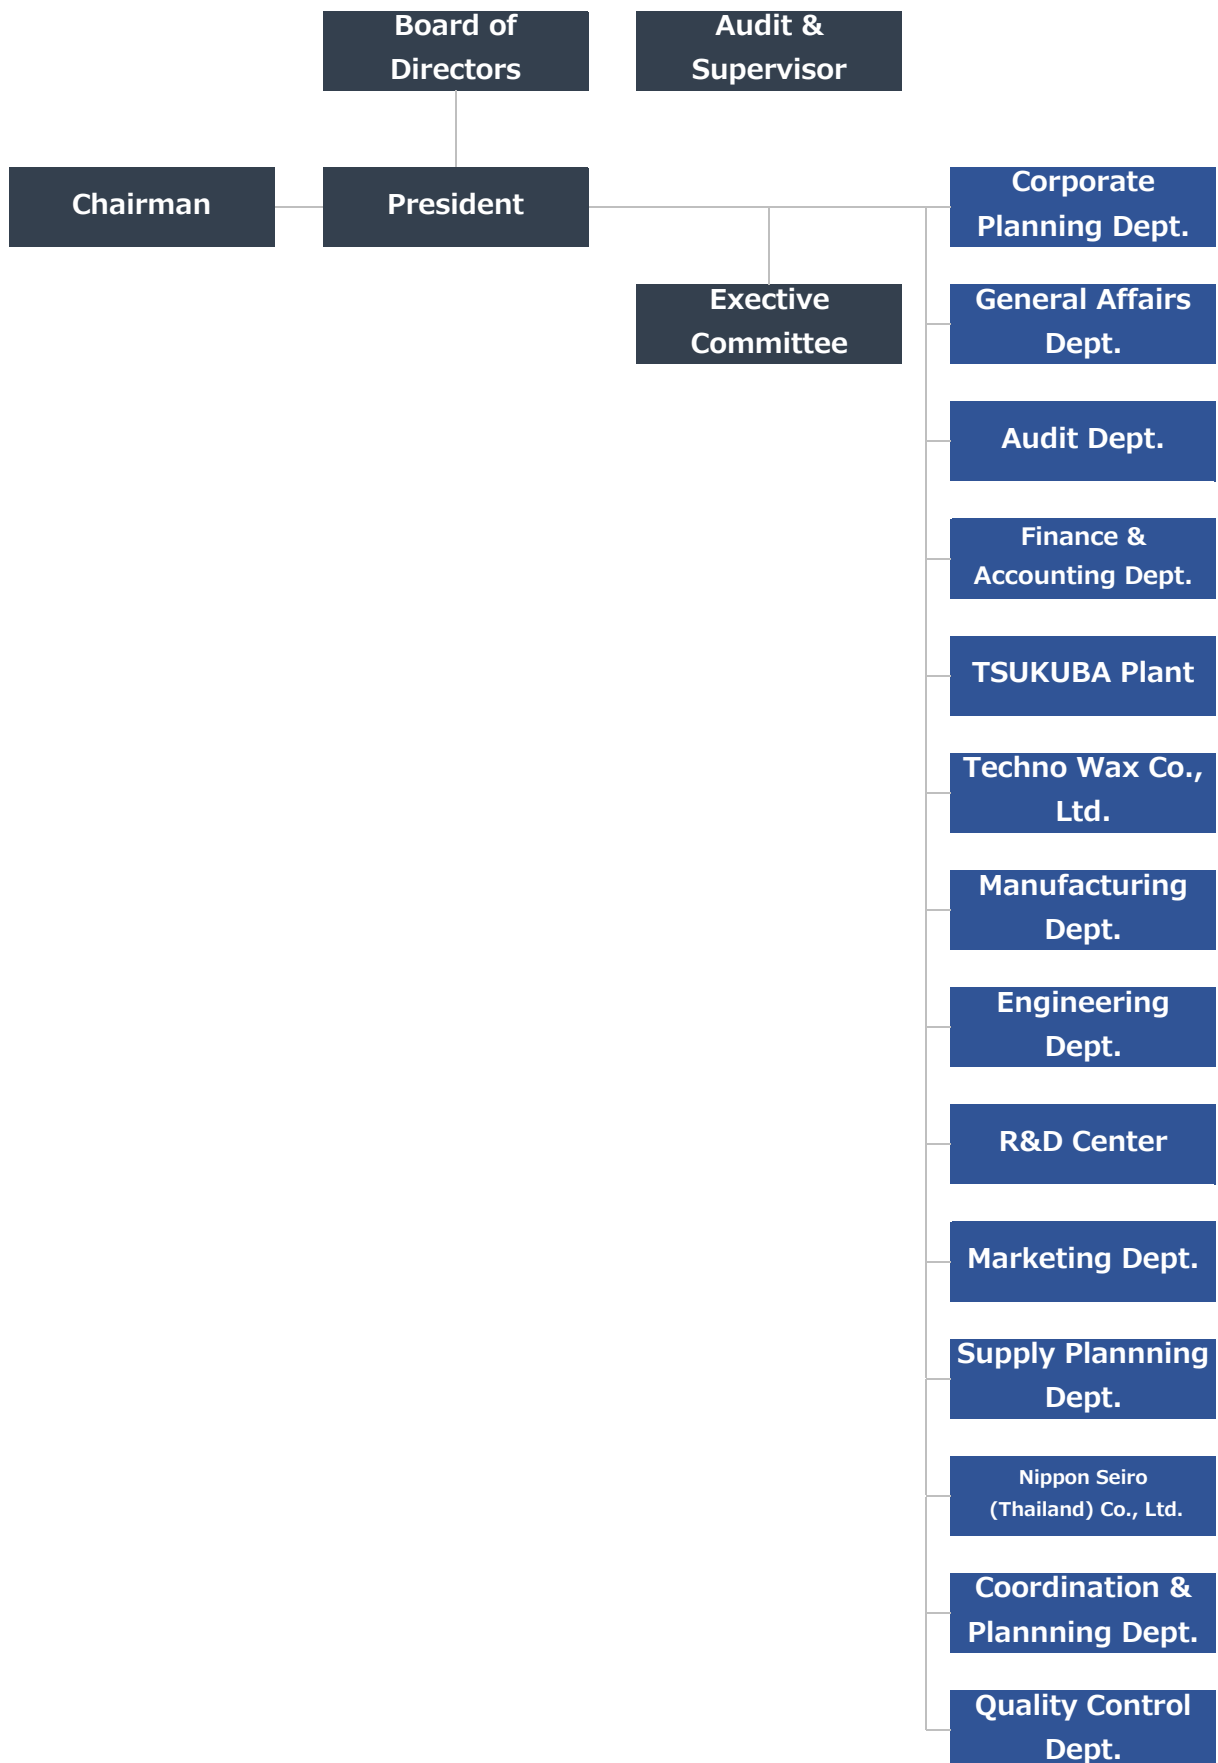 Board of
Directors
Audit &
Supervisor
Chairman
President
Corporate
Planning Dept.
Exective
Committee
General Affairs
Dept.
Audit Dept.
Finance &
Accounting Dept.
TSUKUBA Plant
Techno Wax Co.,
Ltd.
Manufacturing
Dept.
Engineering
Dept.
R&D Center
Marketing Dept.
Supply Plannning
Dept.
Nippon Seiro
(Thailand) Co., Ltd.
Coordination &
Plannning Dept.
Quality Control
Dept.